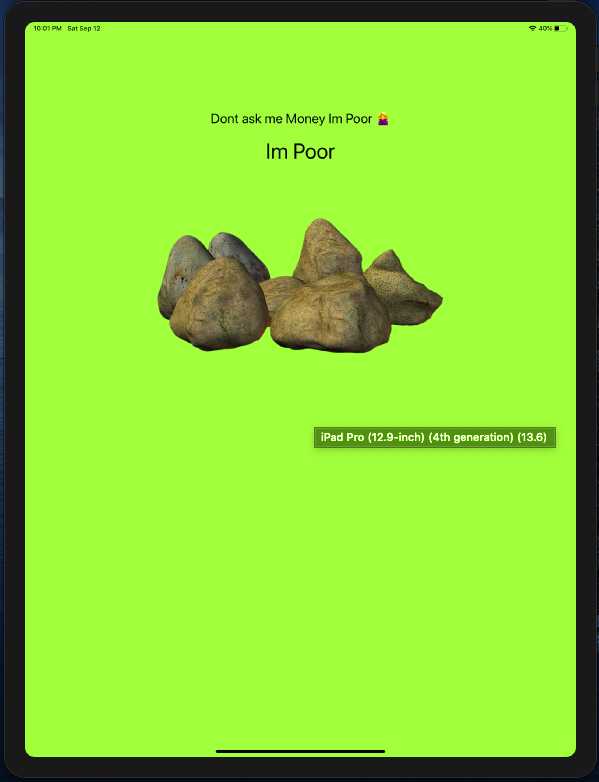 10:01 PM Sat Sep 12 40%
Dont ask me Money Im Poor 🤷‍♀️
Im Poor
iPad Pro (12.9-inch) (4th generation) (13.6)